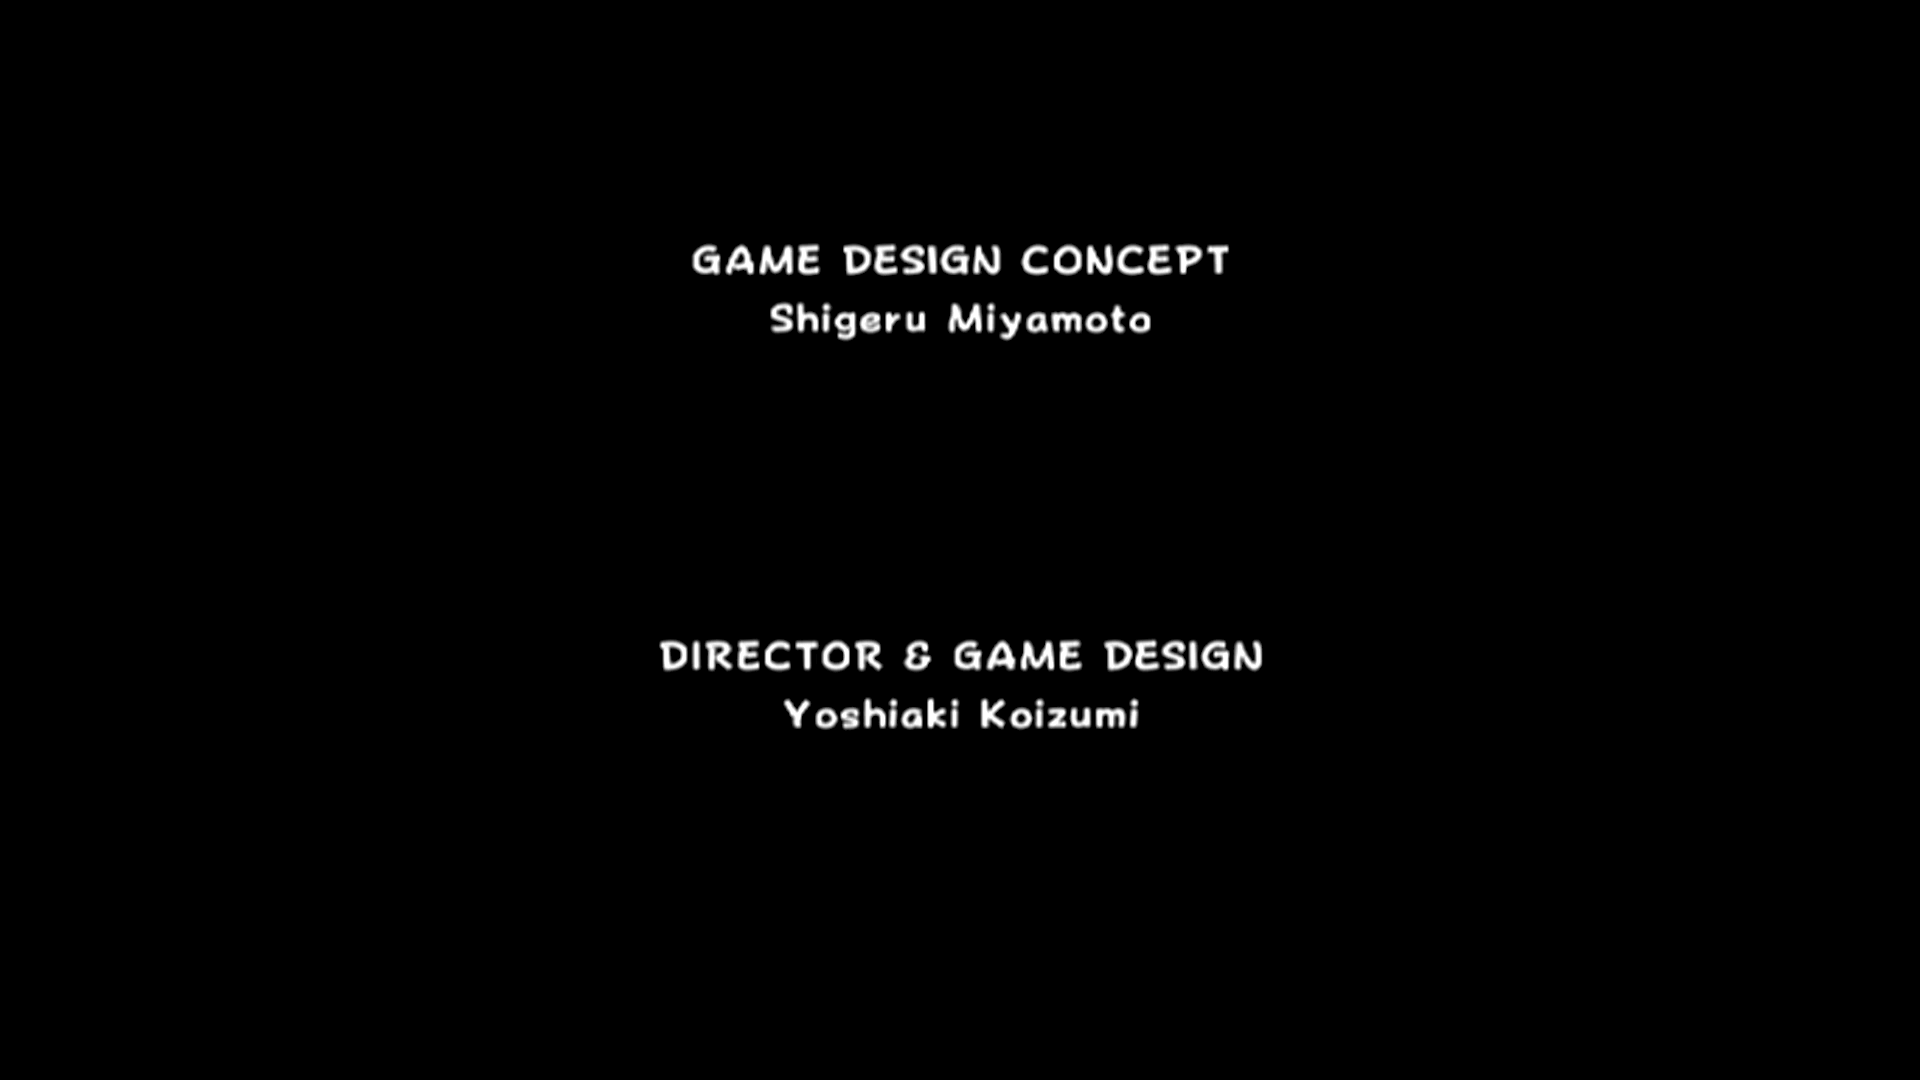 GAME DESIGN CONCEPT
Shigeru Miyamoto
DIRECTOR & GAME DESIGN
Yoshiaki Koizumi